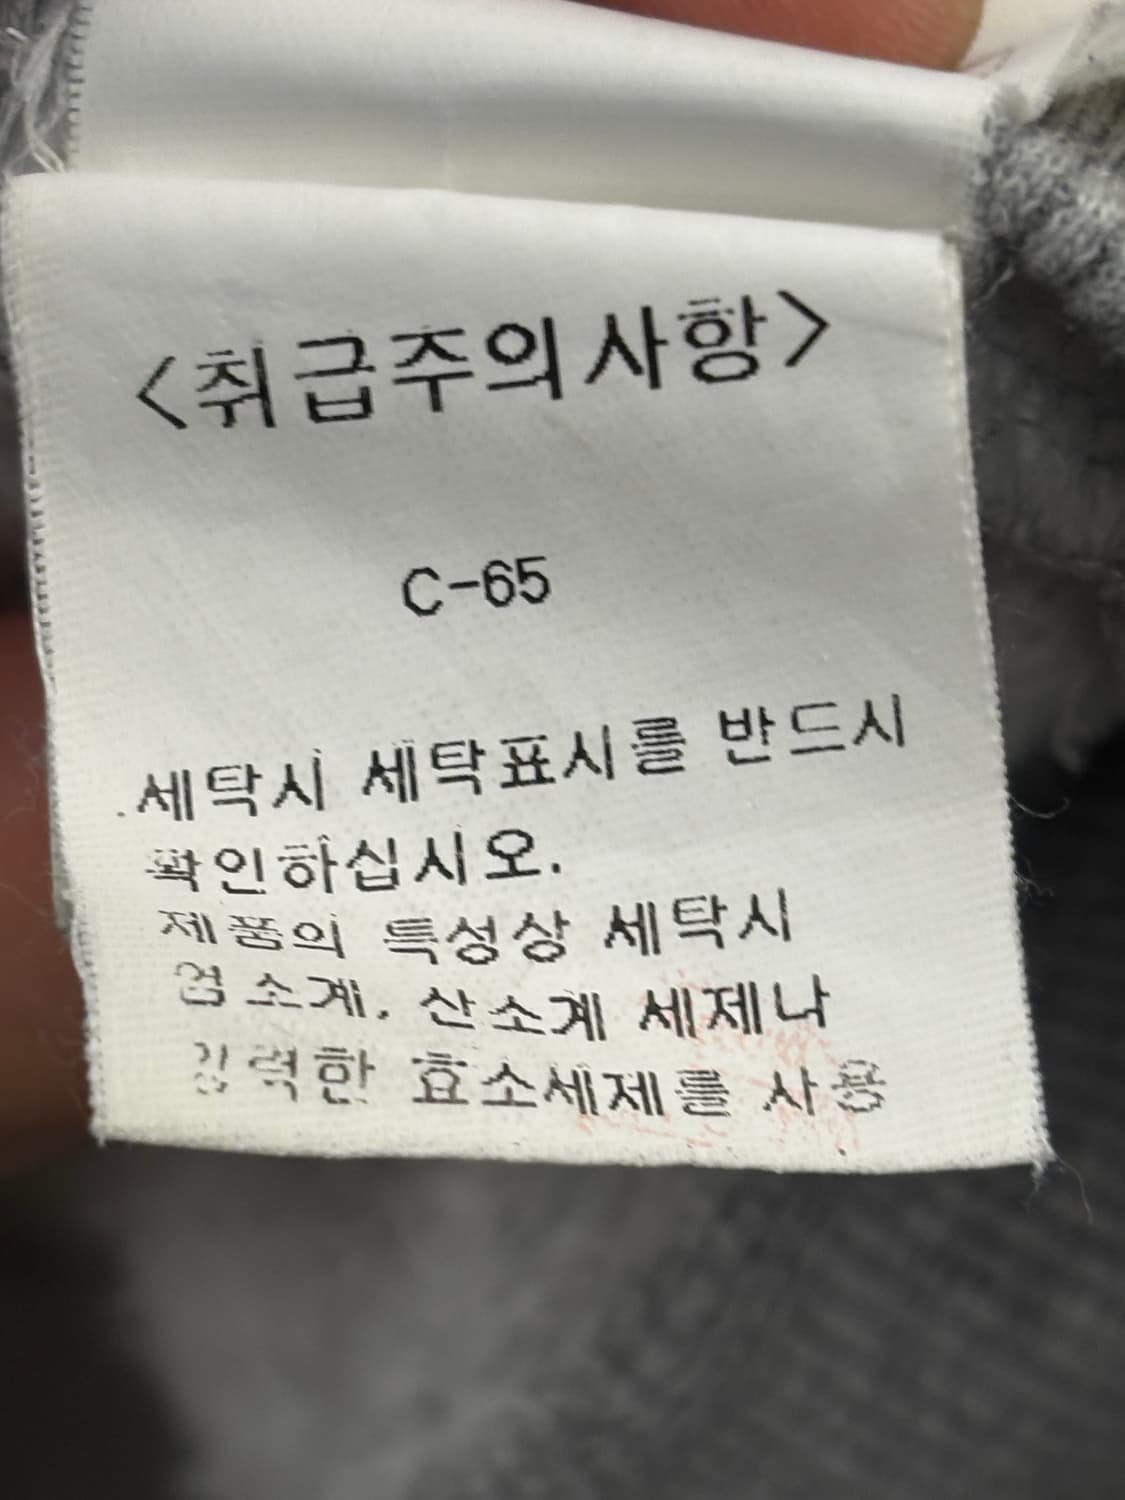 <취급주의사항>
C-65
.세탁시 세탁표시를 반드시
확인하십시오.
제품의 특성상 세탁시
염소계, 산소계 세제나
강력한 효소세제를 사용